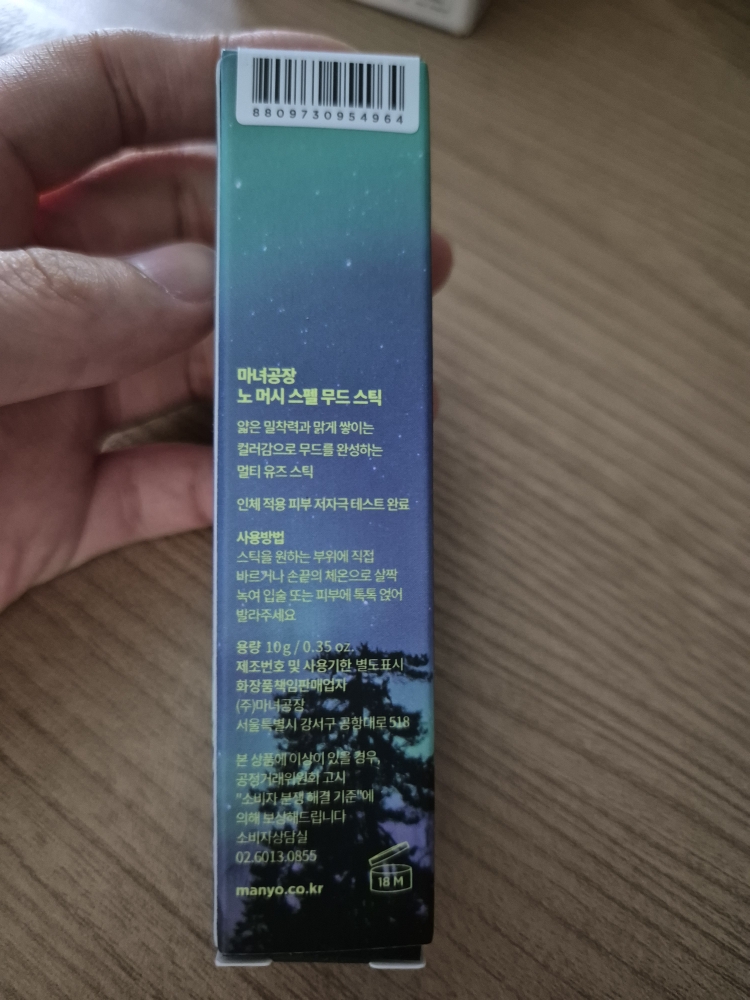 8809730954964
마녀공장
노 머시 스펠 무드 스틱
얇은 밀착력과 맑게 쌓이는
컬러감으로 무드를 완성하는
멀티 유즈 스틱
인체 적용 피부 저자극 테스트 완료
사용방법
스틱을 원하는 부위에 직접
바르거나 손끝의 체온으로 살짝
녹여 입술 또는 피부에 톡톡 얹어
발라주세요
용량 10g / 0.35 oz.
제조번호 및 사용기한 별도표시
화장품책임판매업자
(주)마녀공장
서울특별시 강서구 공항대로 518
본 상품에 이상이 있을 경우,
공정거래위원회 고시
"소비자 분쟁 해결 기준"에
의해 보상해드립니다
소비자상담실
02.6013.0855
manyo.co.kr
18 M